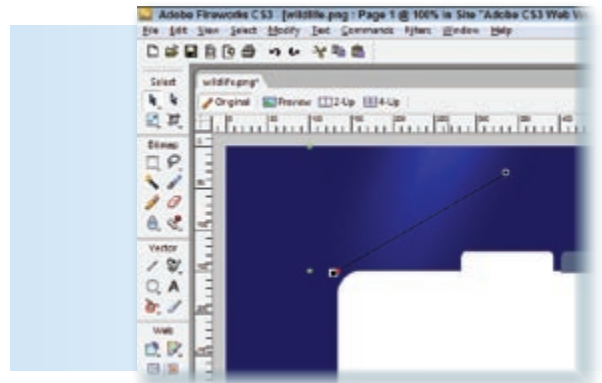 Adobe Fireworks CS3 - [wildlife.png : Page 1 @ 100% in Site "Adobe CS3 Web W
File Edit View Select Modify Text Commands Filters Window Help
Select
wildlife.png*
Original Preview 2-Up 4-Up
Bitmap
Vector
A
Web